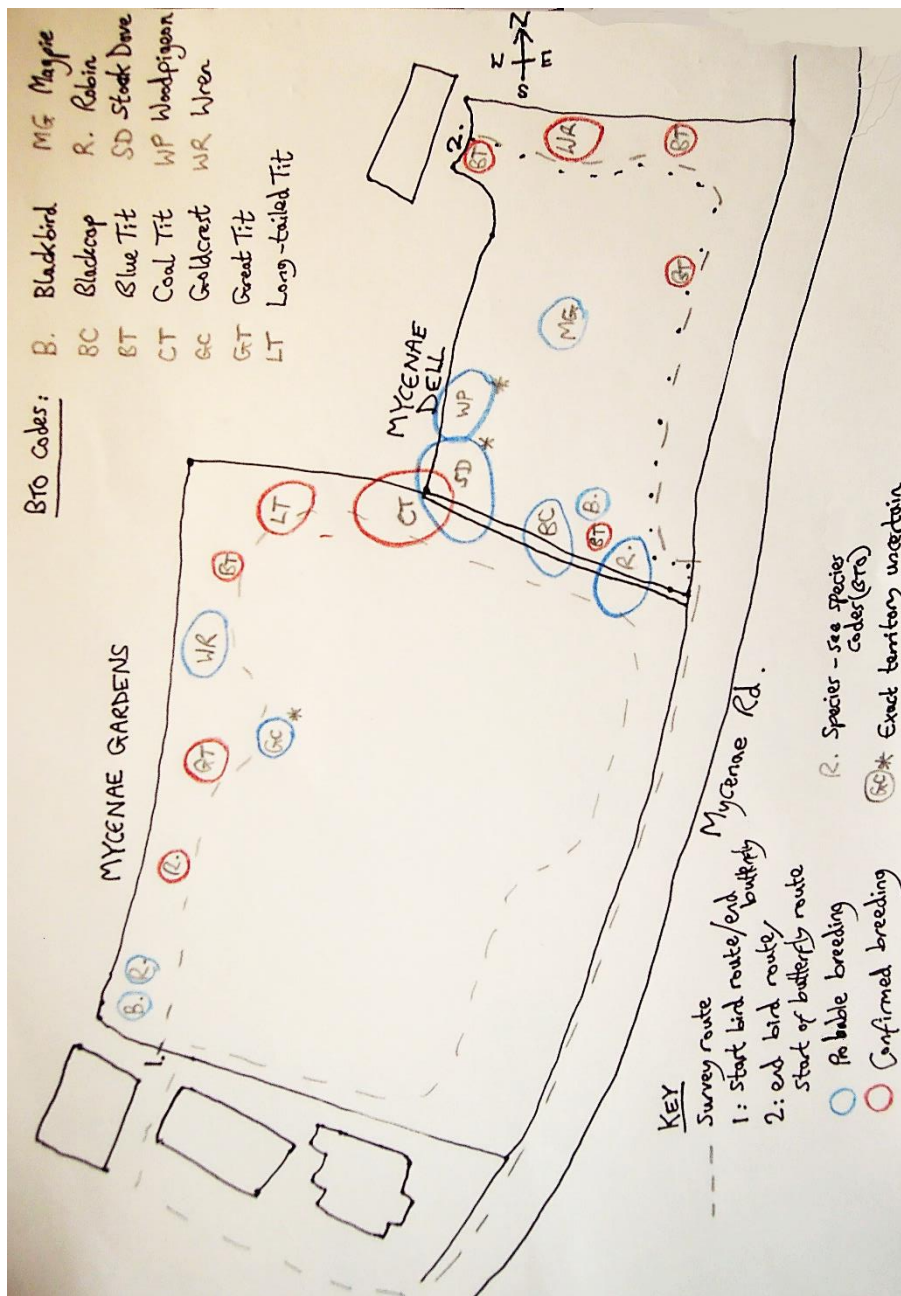 BTO Codes:
B. Blackbird MG Magpie
BC Blackcap R. Robin
BT Blue Tit SD Stock Dove
CT Coal Tit WP Woodpigeon
GC Goldcrest WR Wren
GT Great Tit
LT Long-tailed Tit
MYCENAE GARDENS
1.
B.
R.
R.
GT
GC *
WR
BT
LT
CT
MYCENAE
DELL
SD *
WP *
BC
B.
BT
R.
MG
BT
BT
WR
BT
2.
N
E
S
W
Mycenae Rd.
KEY
--- Survey route
1: start bird route/end butterfly
2: end bird route/
start of butterfly route
Probable breeding
Confirmed breeding
R. Species - see species
codes (BTO)
GC * Exact territory uncertain